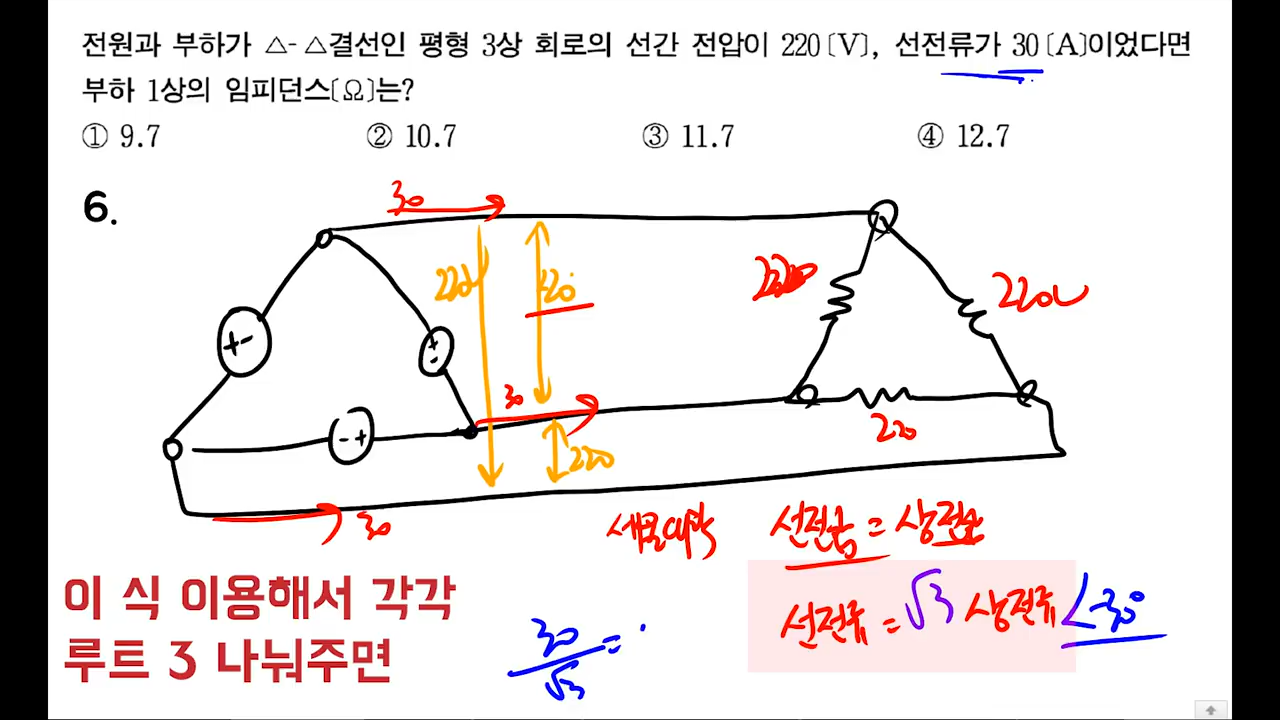 전원과 부하가 △-△결선인 평형 3상 회로의 선간 전압이 220〔V〕, 선전류가 30〔A〕이었다면
부하 1상의 임피던스〔Ω〕는?
① 9.7 ② 10.7 ③ 11.7 ④ 12.7
6.
30
220
220V
30
220
220
30
선전압 = 상전압
선전류 = √3 상전류 ∠-30°
이 식 이용해서 각각
루트 3 나눠주면
30/√3 =